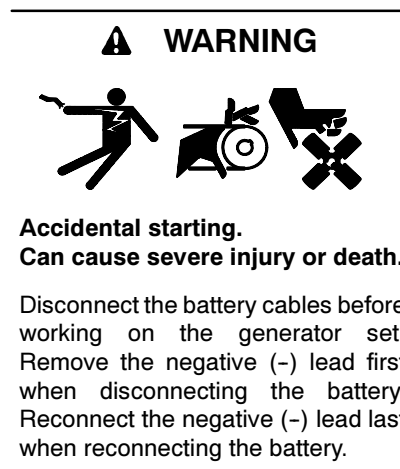 WARNING
Accidental starting.
Can cause severe injury or death.
Disconnect the battery cables before
working on the generator set.
Remove the negative (–) lead first
when disconnecting the battery.
Reconnect the negative (–) lead last
when reconnecting the battery.